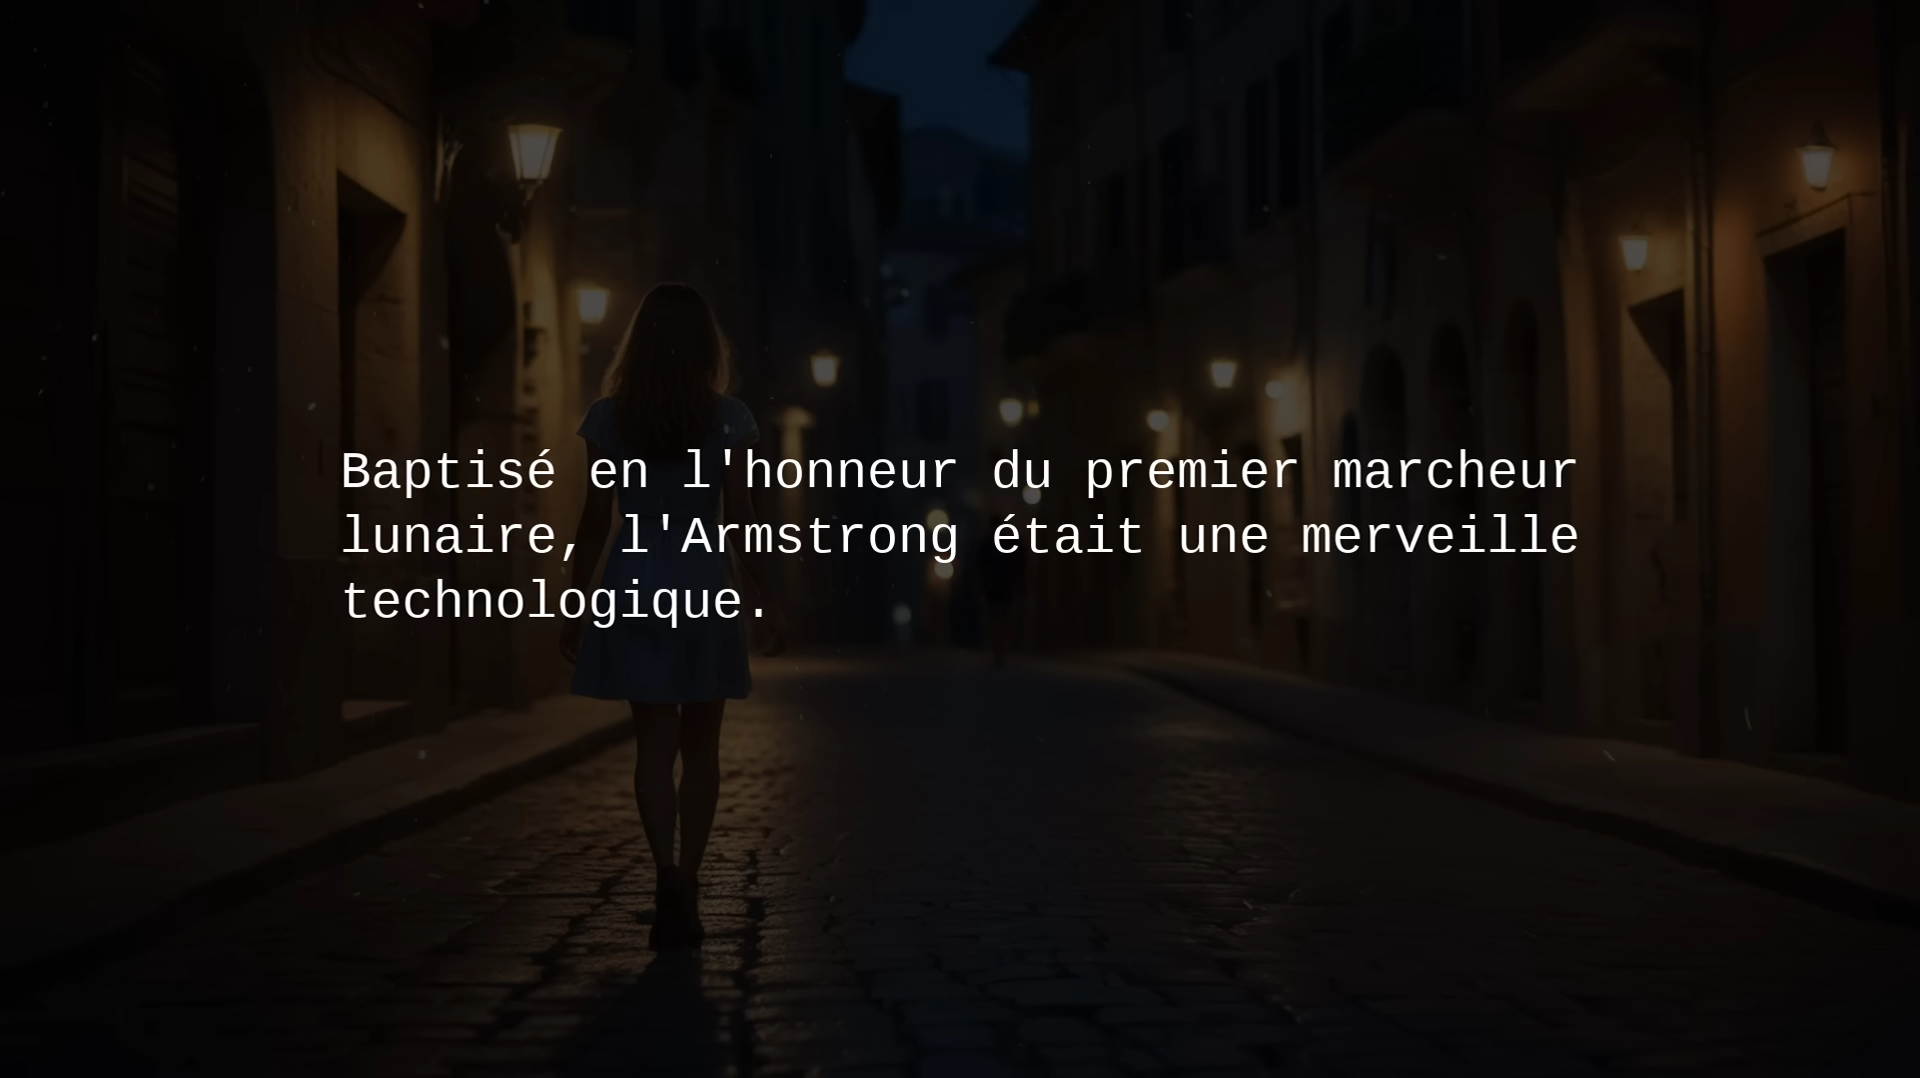 Baptisé en l'honneur du premier marcheur
lunaire, l'Armstrong était une merveille
technologique.